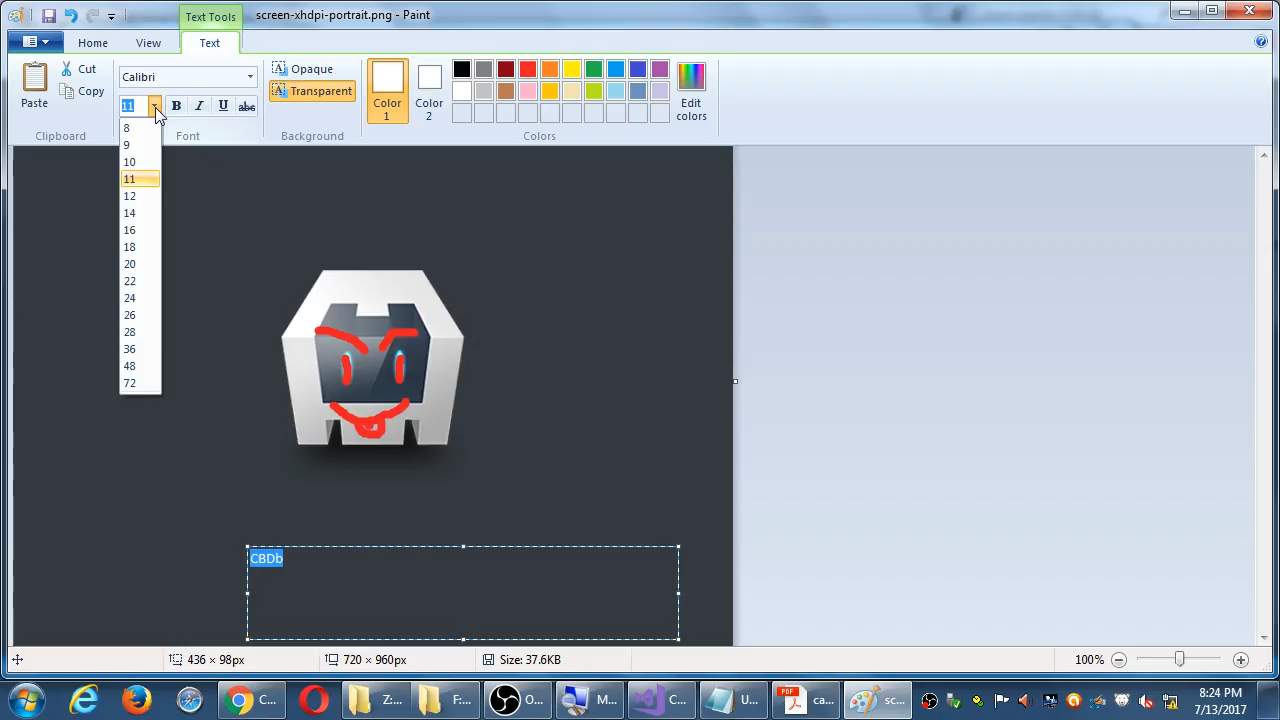 Text Tools
screen-xhdpi-portrait.png - Paint
Home
View
Text
Paste
Cut
Copy
Clipboard
Calibri
11
B I U abc
Font
8
9
10
11
12
14
16
18
20
22
24
26
28
36
48
72
Opaque
Transparent
Background
Color
1
Color
2
Edit
colors
Colors
CBDb
436 × 98px
720 × 960px
Size: 37.6KB
100%
C...
Z...
F...
O...
M...
C...
U...
PDF
ca...
sc...
8:24 PM
7/13/2017